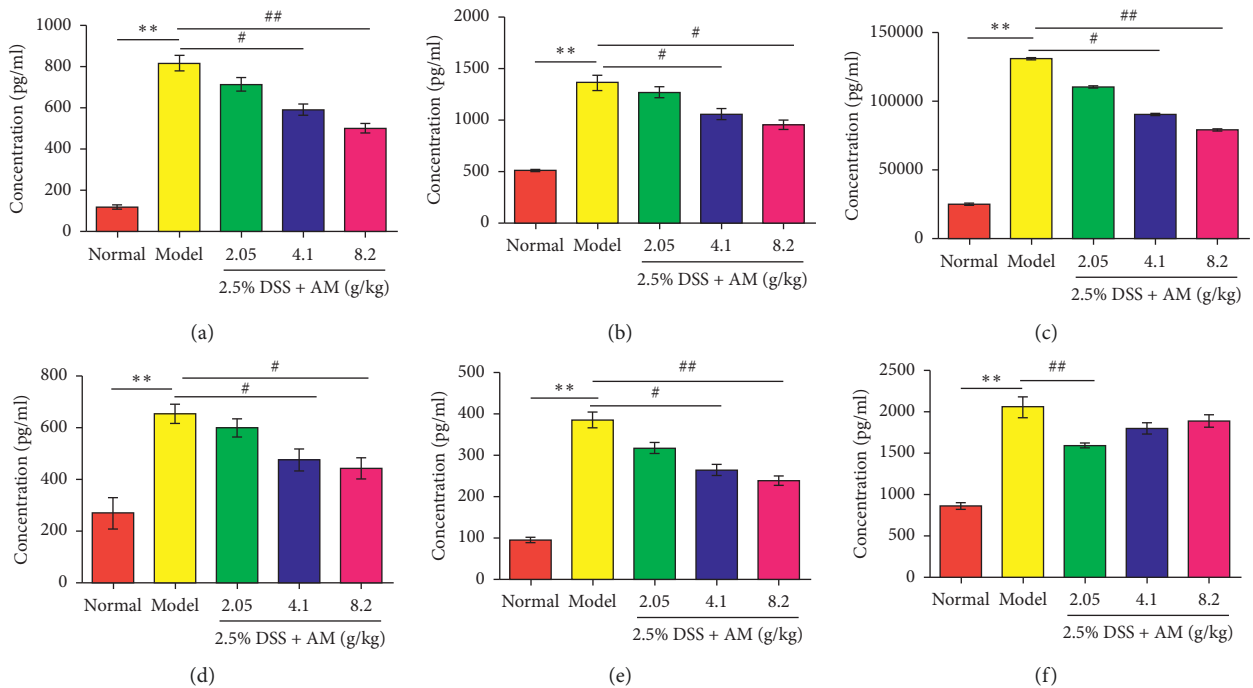 Concentration (pg/ml)
1000
800
600
400
200
0
**
#
##
Normal Model 2.05 4.1 8.2
2.5% DSS + AM (g/kg)
(a)
Concentration (pg/ml)
2000
1500
1000
500
0
**
#
#
Normal Model 2.05 4.1 8.2
2.5% DSS + AM (g/kg)
(b)
Concentration (pg/ml)
150000
100000
50000
0
**
##
#
Normal Model 2.05 4.1 8.2
2.5% DSS + AM (g/kg)
(c)
Concentration (pg/ml)
800
600
400
200
0
**
#
#
Normal Model 2.05 4.1 8.2
2.5% DSS + AM (g/kg)
(d)
Concentration (pg/ml)
500
400
300
200
100
0
**
##
#
Normal Model 2.05 4.1 8.2
2.5% DSS + AM (g/kg)
(e)
Concentration (pg/ml)
2500
2000
1500
1000
500
0
**
##
Normal Model 2.05 4.1 8.2
2.5% DSS + AM (g/kg)
(f)